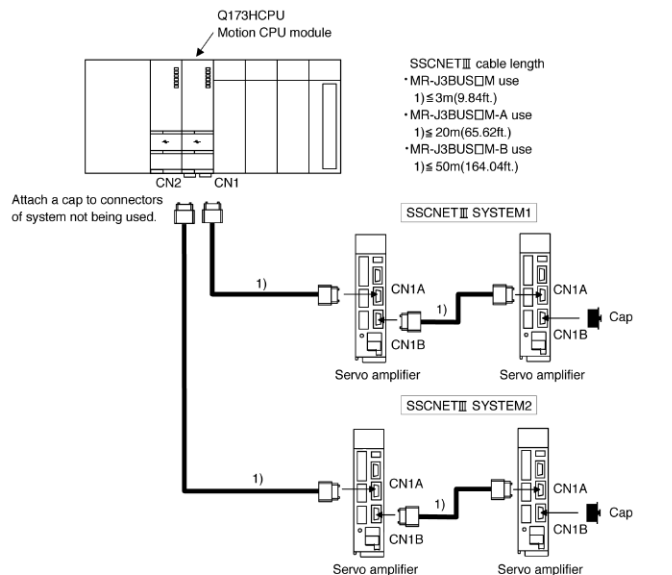 Q173HCPU
Motion CPU module
SSCNETⅢ cable length
・MR-J3BUS□M use
1)≦3m(9.84ft.)
・MR-J3BUS□M-A use
1)≦20m(65.62ft.)
・MR-J3BUS□M-B use
1)≦50m(164.04ft.)
CN2 CN1
Attach a cap to connectors
of system not being used.
SSCNETⅢ SYSTEM1
1)
CN1A
1)
CN1A
CN1B
CN1B
Cap
Servo amplifier
Servo amplifier
SSCNETⅢ SYSTEM2
1)
CN1A
1)
CN1A
CN1B
CN1B
Cap
Servo amplifier
Servo amplifier